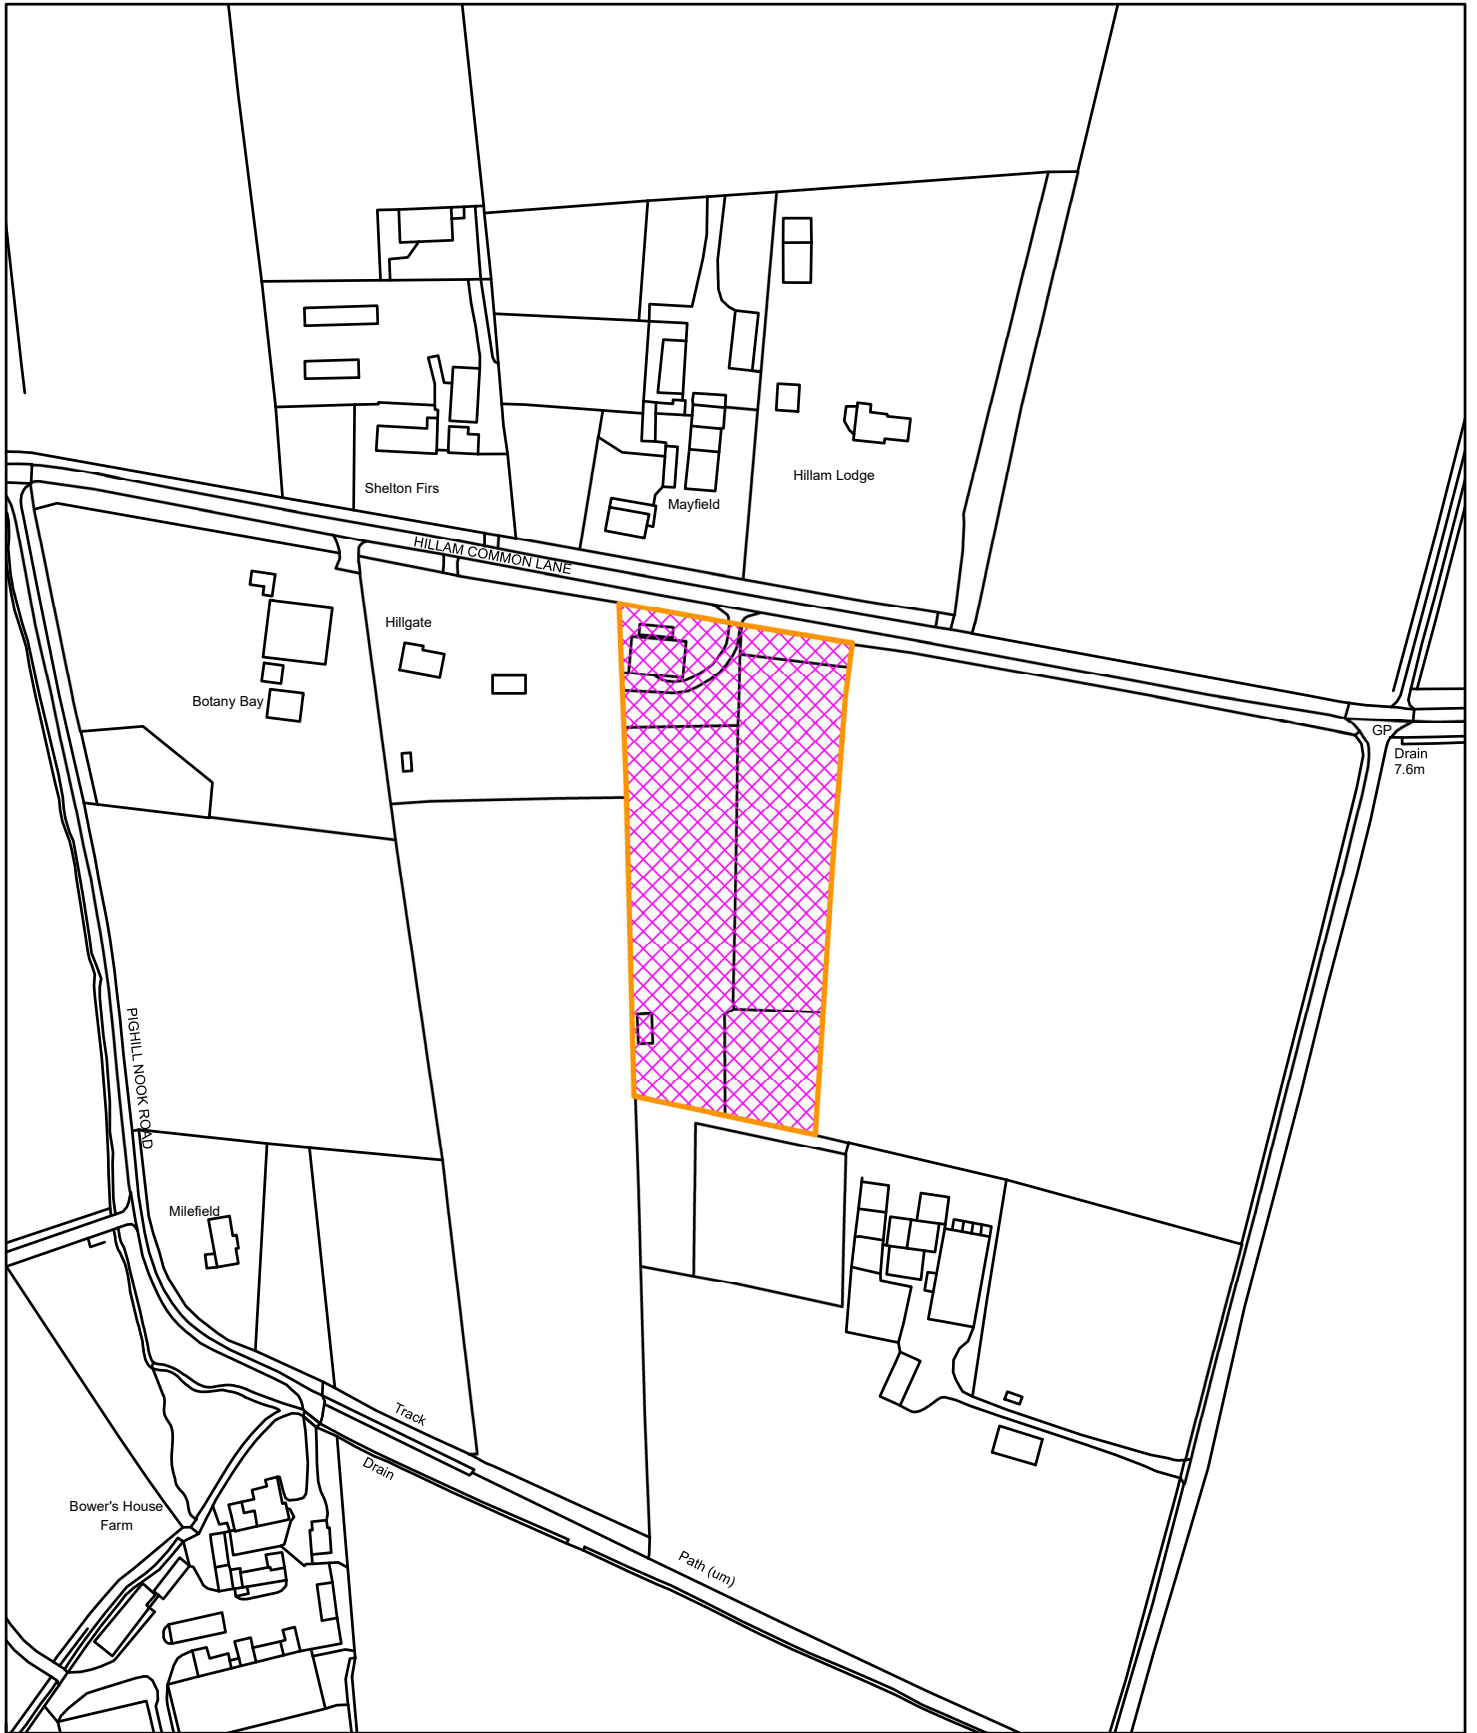 Hillam Lodge
Shelton Firs
Mayfield
HILLAM COMMON LANE
Hillgate
Botany Bay
GP
Drain
7.6m
PIGHILL NOOK ROAD
Milefield
Track
Drain
Bower's House
Farm
Path (um)